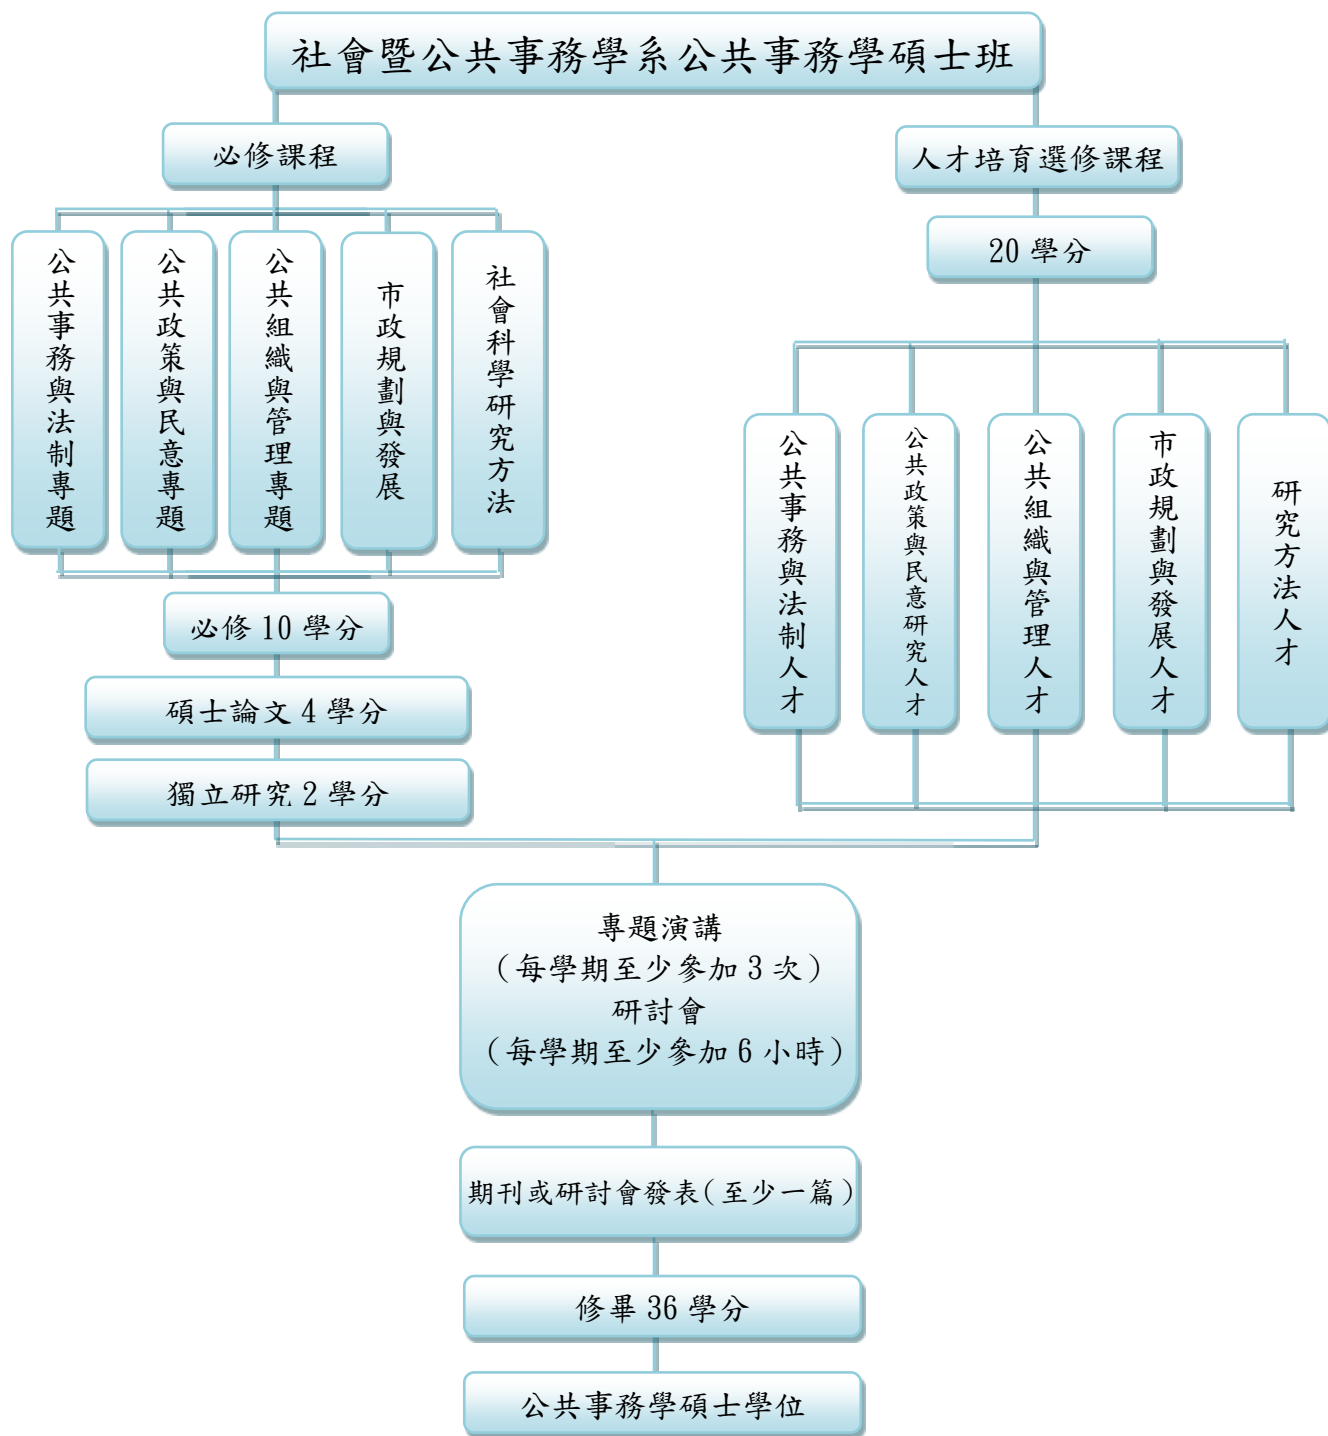 社會暨公共事務學系公共事務學碩士班
必修課程
公共事務與法制專題
公共政策與民意專題
公共組織與管理專題
市政規劃與發展
社會科學研究方法
必修 10 學分
碩士論文 4 學分
獨立研究 2 學分
人才培育選修課程
20 學分
公共事務與法制人才
公共政策與民意研究人才
公共組織與管理人才
市政規劃與發展人才
研究方法人才
專題演講
（每學期至少參加 3 次）
研討會
（每學期至少參加 6 小時）
期刊或研討會發表(至少一篇)
修畢 36 學分
公共事務學碩士學位